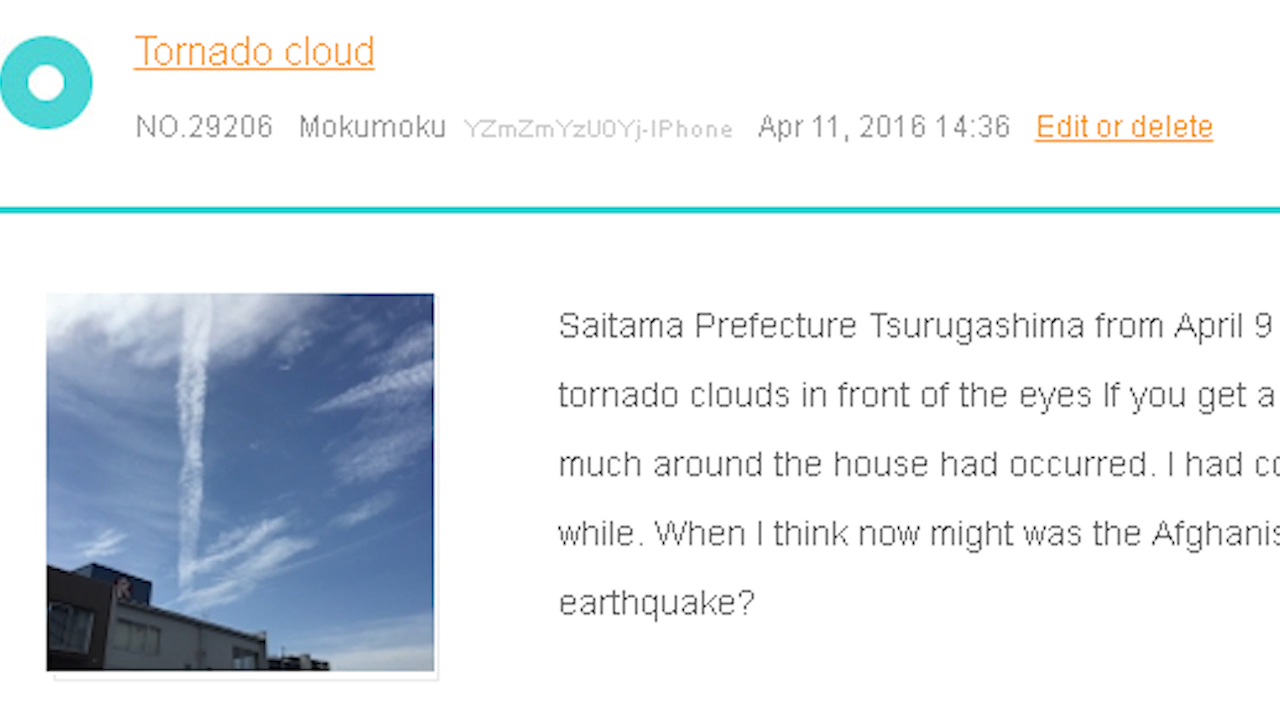 Tornado cloud
NO.29206 Mokumoku YZmZmYzU0Yj-IPhone Apr 11, 2016 14:36 Edit or delete
Saitama Prefecture Tsurugashima from April 9
tornado clouds in front of the eyes If you get a
much around the house had occurred. I had
while. When I think now might was the
earthquake?